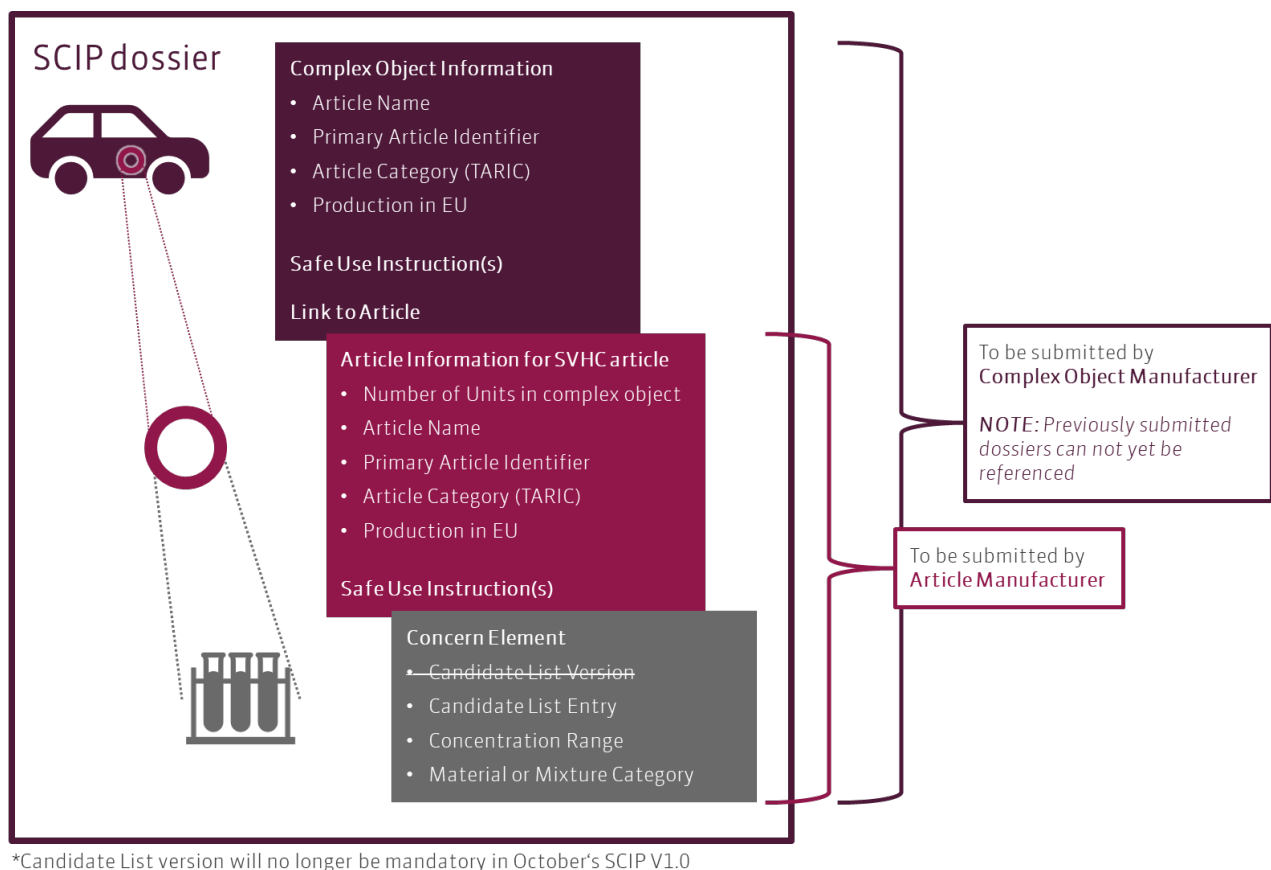 SCIP dossier
Complex Object Information
• Article Name
• Primary Article Identifier
• Article Category (TARIC)
• Production in EU
Safe Use Instruction(s)
Link to Article
Article Information for SVHC article
• Number of Units in complex object
• Article Name
• Primary Article Identifier
• Article Category (TARIC)
• Production in EU
Safe Use Instruction(s)
Concern Element
• Candidate List Version
• Candidate List Entry
• Concentration Range
• Material or Mixture Category
To be submitted by
Complex Object Manufacturer
NOTE: Previously submitted
dossiers can not yet be
referenced
To be submitted by
Article Manufacturer
*Candidate List version will no longer be mandatory in October‘s SCIP V1.0